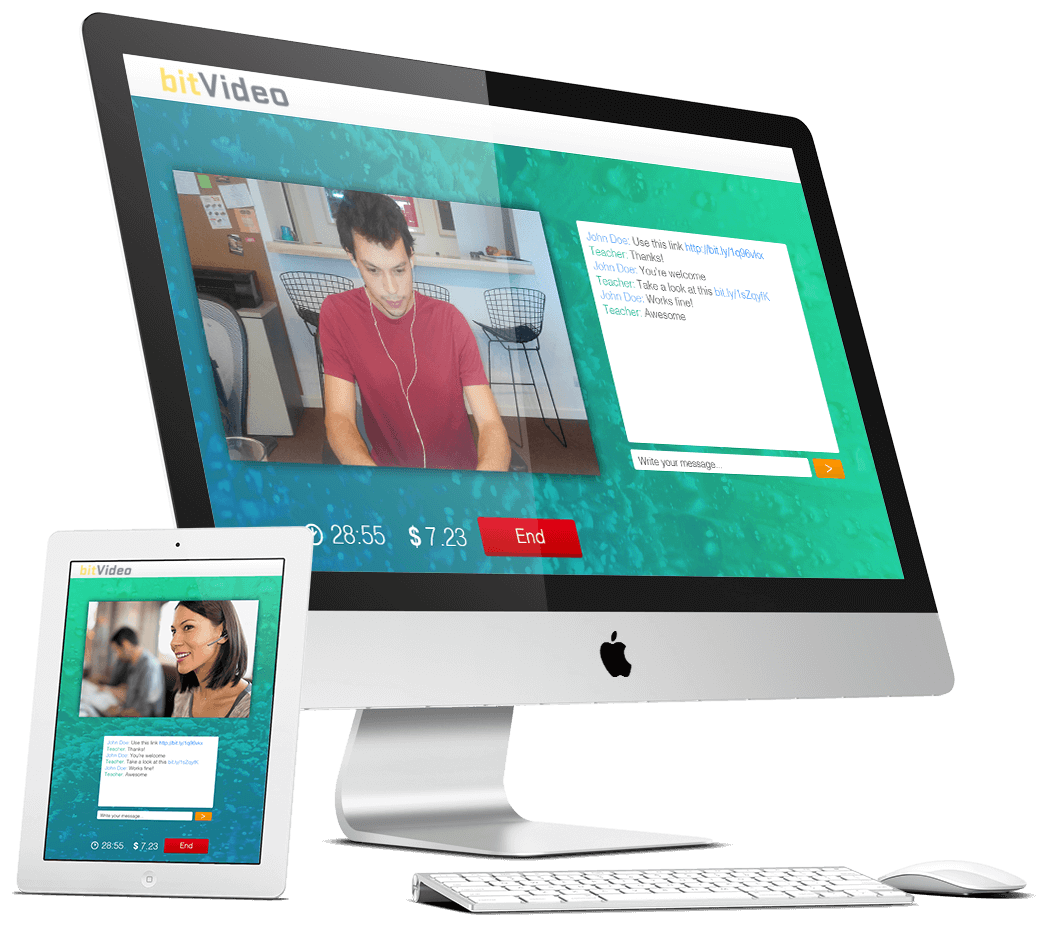 bitVideo
John Doe: Use this link http://bit.ly/1q96vkx
Teacher: Thanks!
John Doe: You're welcome
Teacher: Take a look at this bit.ly/1sZqyfK
John Doe: Works fine!
Teacher: Awesome
Write your message...
>
28:55
$ 7.23
End
bitVideo
John Doe: Use this link http://bit.ly/1q96vkx
Teacher: Thanks!
John Doe: You're welcome
Teacher: Take a look at this bit.ly/1sZqyfK
John Doe: Works fine!
Teacher: Awesome
Write your message...
>
28:55
$ 7.23
End